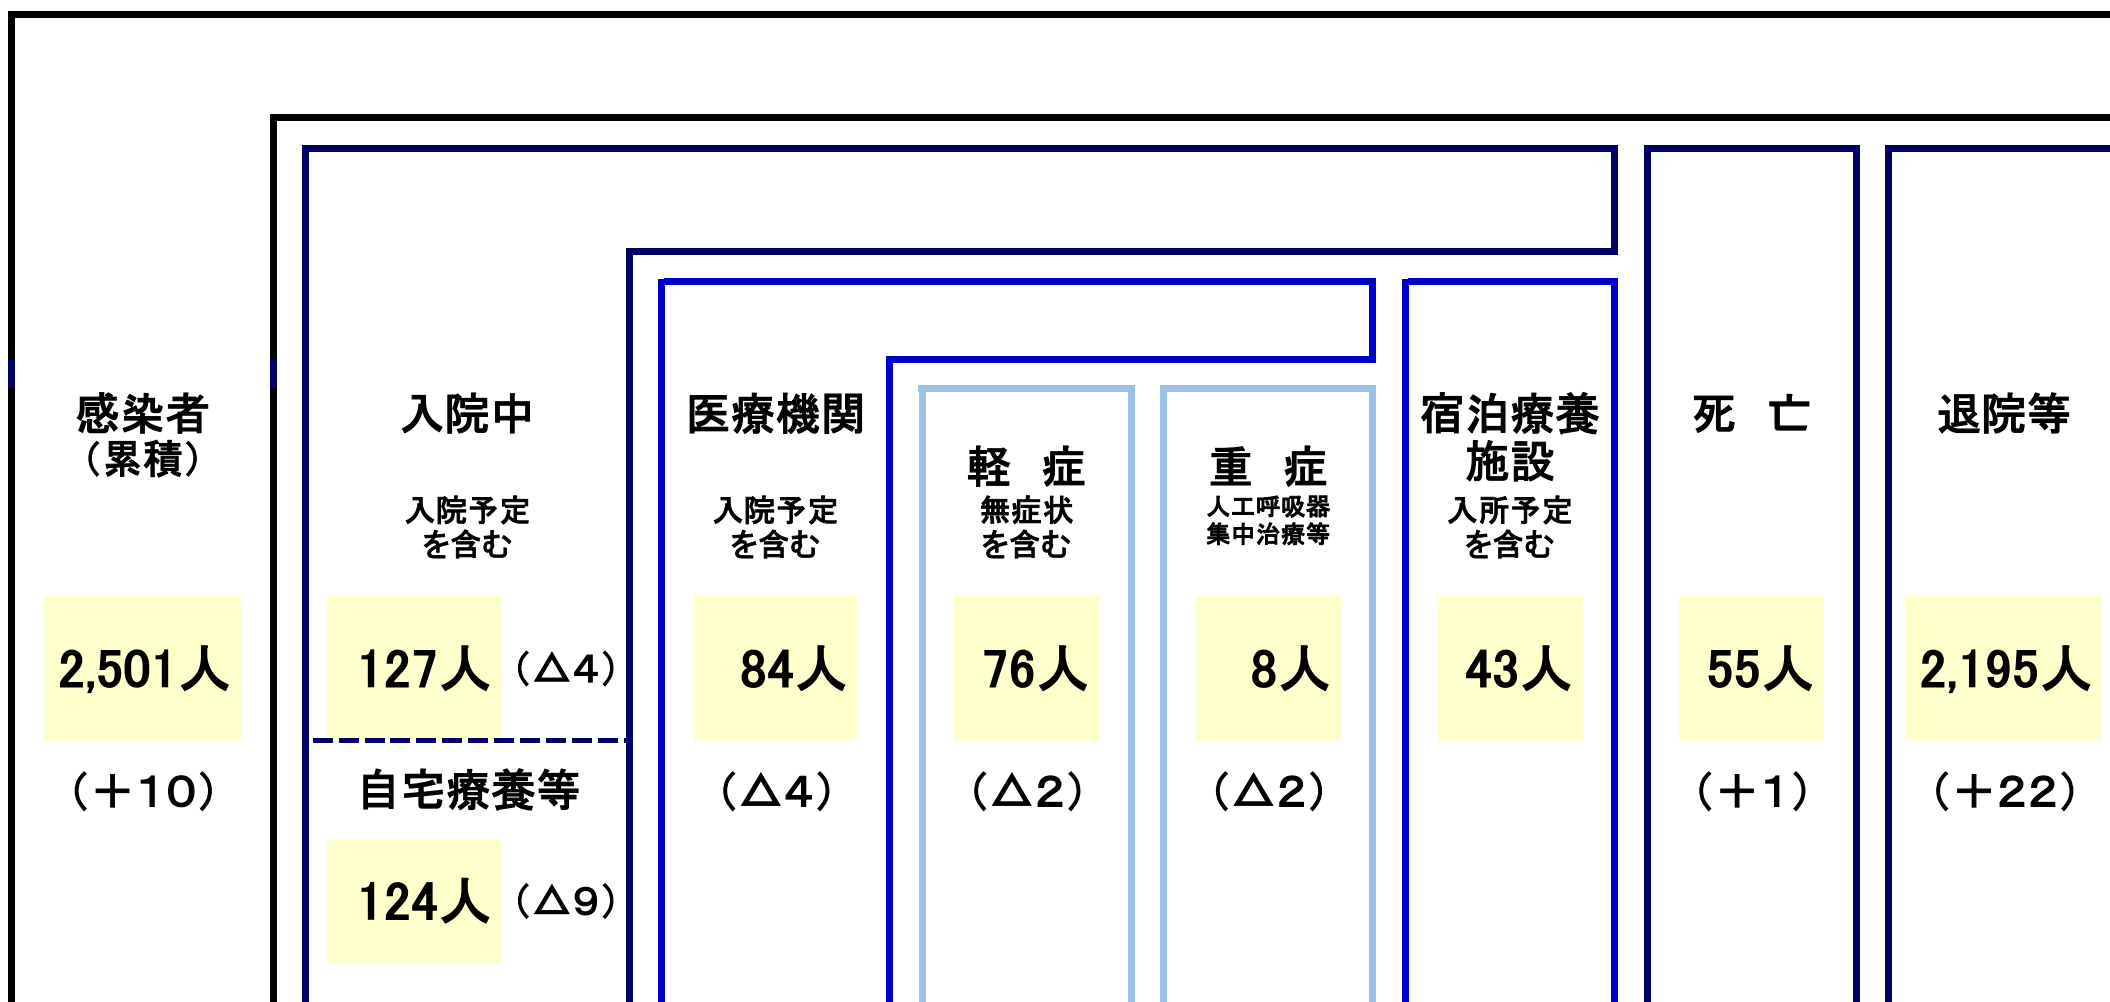 感染者
（累積）
2,501人
（＋10）
入院中
入院予定
を含む
127人 （△4）
自宅療養等
124人 （△9）
医療機関
入院予定
を含む
84人
（△4）
軽 症
無症状
を含む
76人
（△2）
重 症
人工呼吸器
集中治療等
8人
（△2）
宿泊療養
施設
入所予定
を含む
43人
死 亡
55人
（＋1）
退院等
2,195人
（＋22）